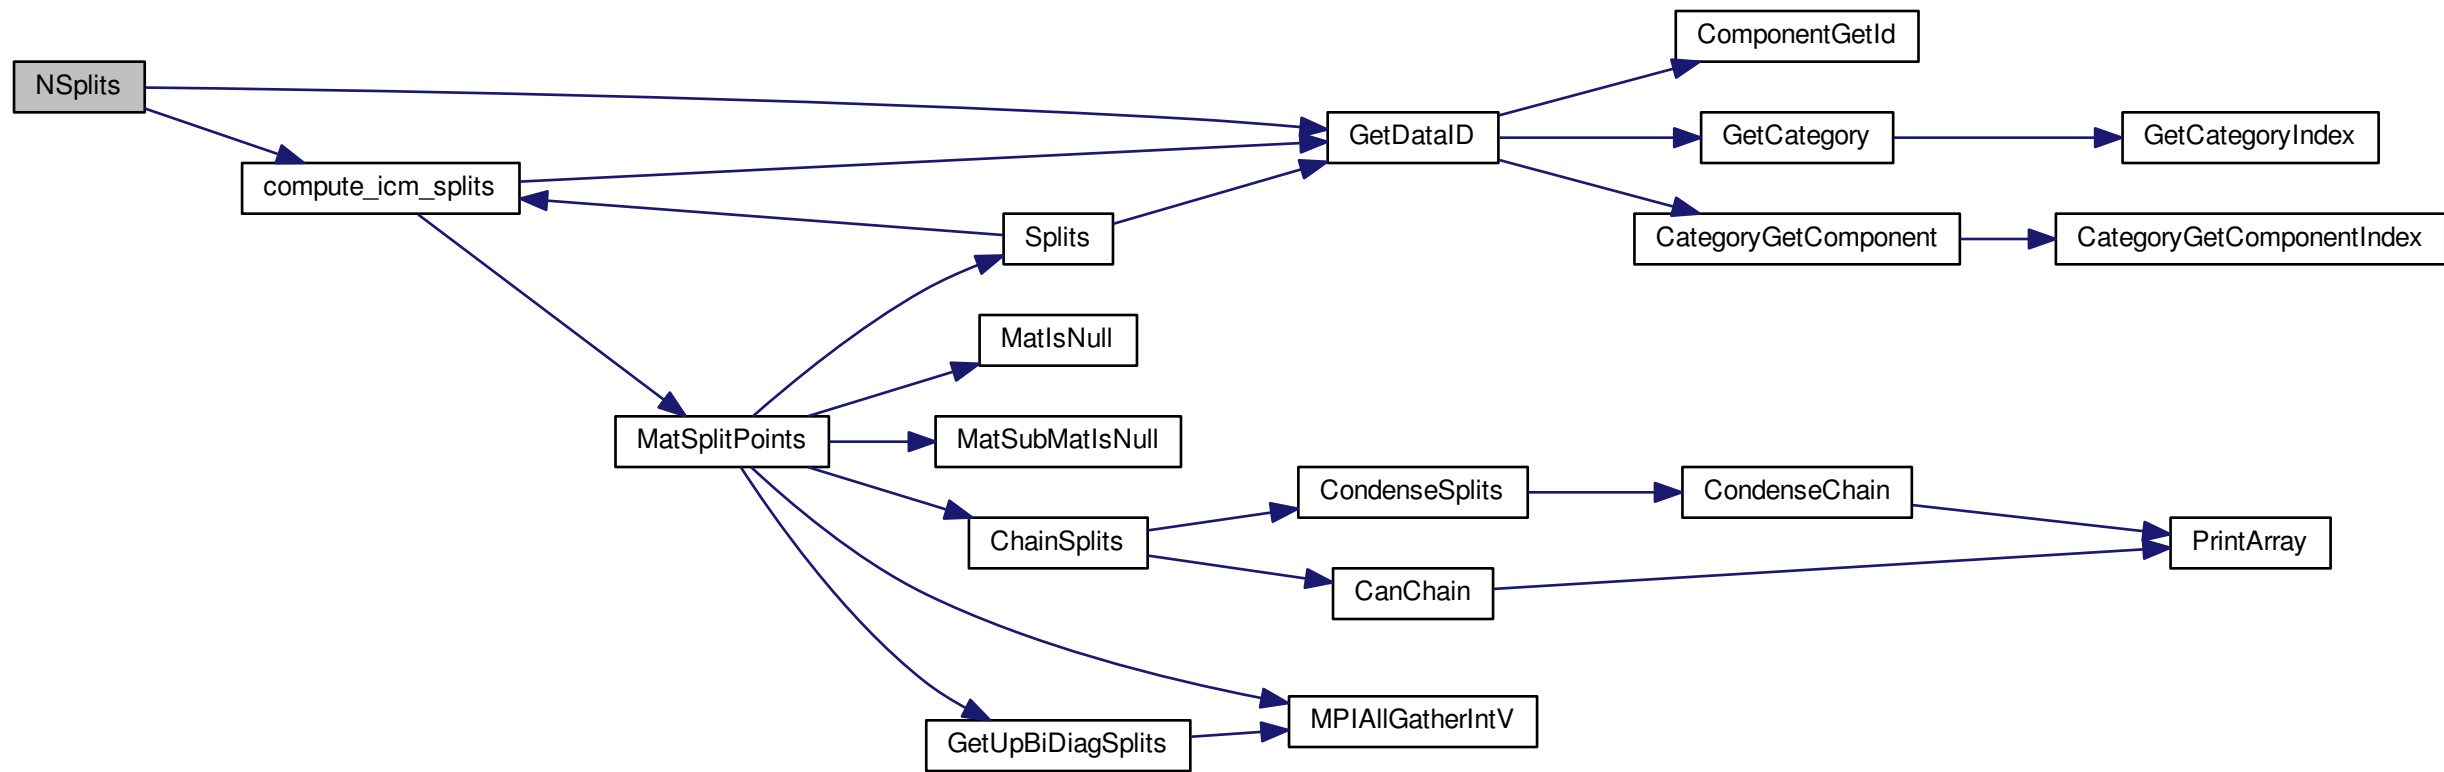 NSplits
compute_icm_splits
MatSplitPoints
Splits
MatIsNull
MatSubMatIsNull
ChainSplits
GetUpBiDiagSplits
GetDataID
CondenseSplits
CanChain
MPIAllGatherIntV
ComponentGetId
GetCategory
CategoryGetComponent
CondenseChain
GetCategoryIndex
CategoryGetComponentIndex
PrintArray